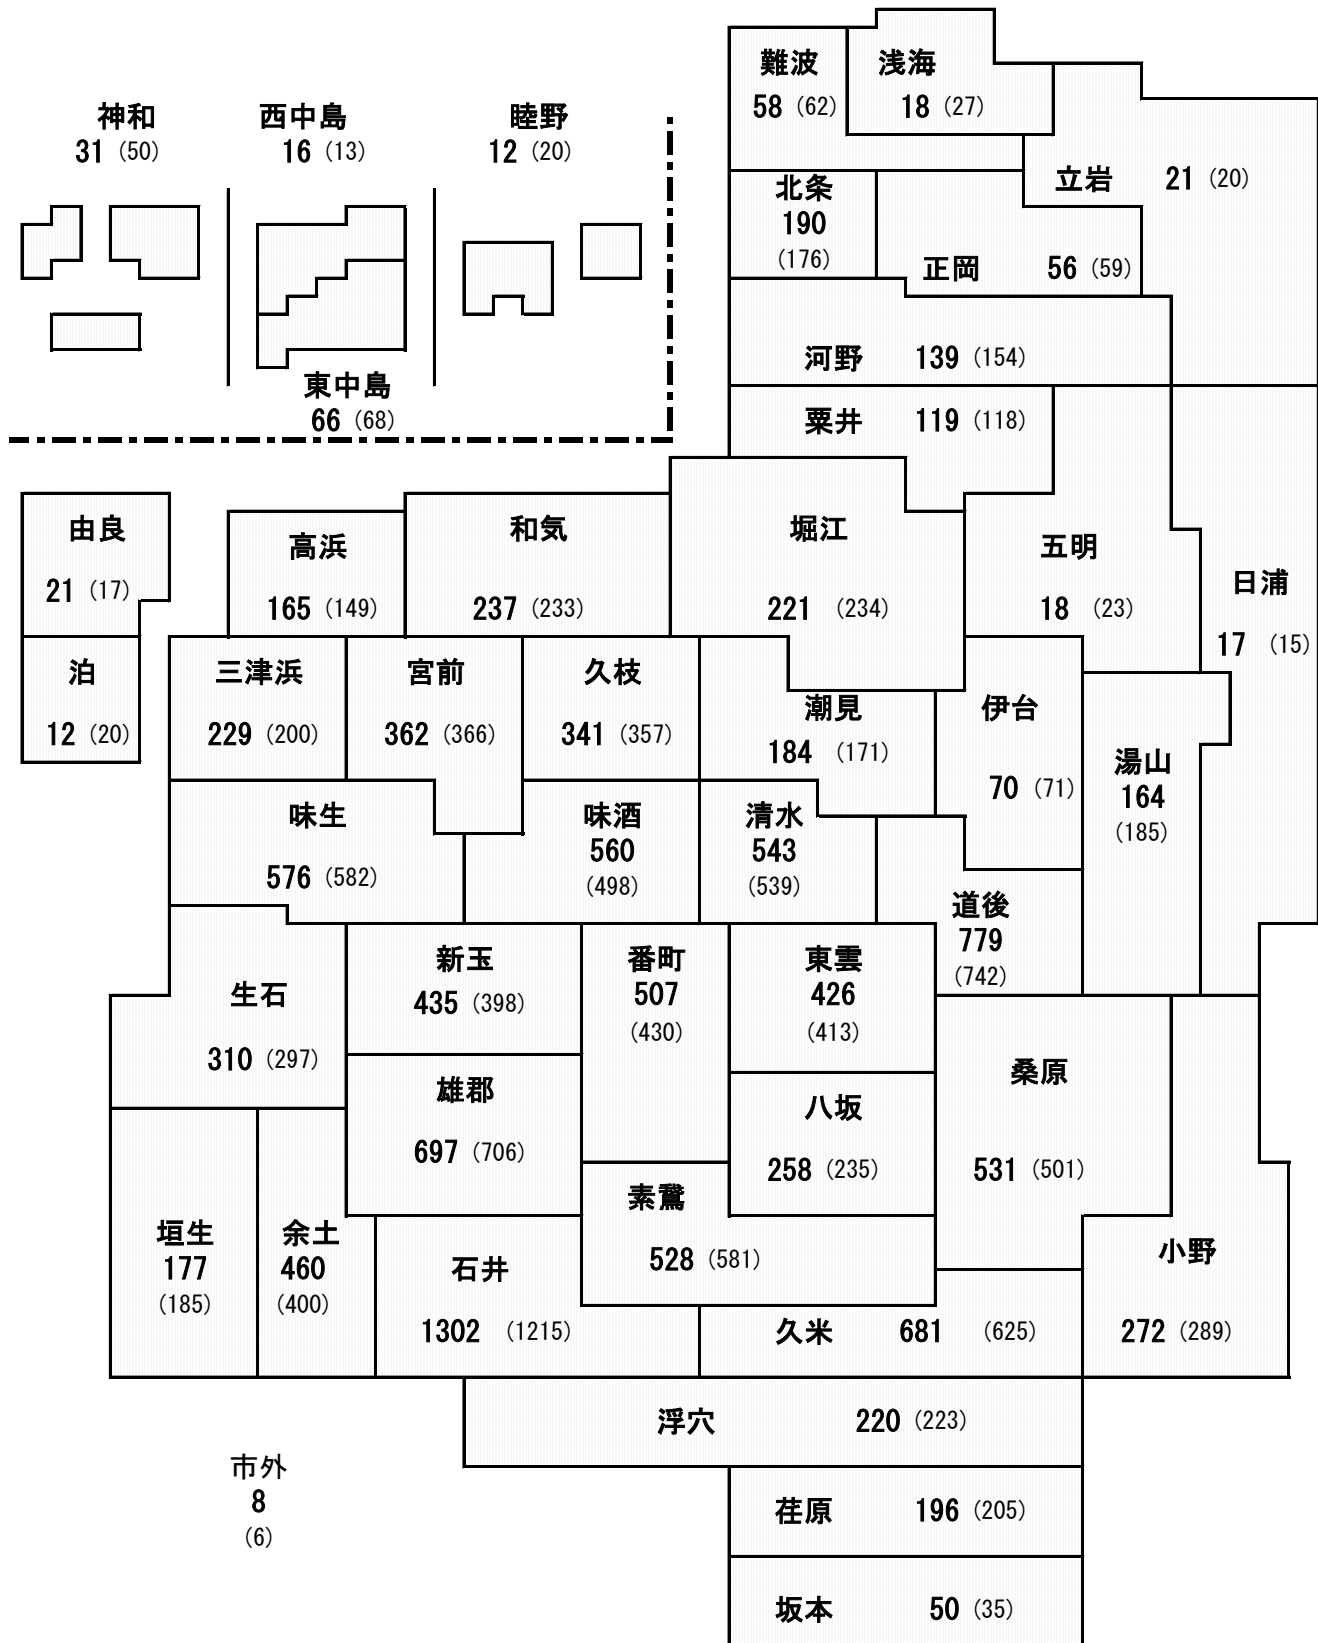 難波
58 (62)
浅海
18 (27)
神和
31 (50)
西中島
16 (13)
睦野
12 (20)
立岩 21 (20)
北条
190
(176)
正岡 56 (59)
河野 139 (154)
東中島
66 (68)
粟井 119 (118)
由良
21 (17)
高浜
165 (149)
和気
237 (233)
堀江
221 (234)
五明
18 (23)
日浦
17 (15)
泊
12 (20)
三津浜
229 (200)
宮前
362 (366)
久枝
341 (357)
潮見
184 (171)
伊台
70 (71)
湯山
164
(185)
味生
576 (582)
味酒
560
(498)
清水
543
(539)
道後
779
(742)
生石
310 (297)
新玉
435 (398)
番町
507
(430)
東雲
426
(413)
桑原
531 (501)
雄郡
697 (706)
八坂
258 (235)
垣生
177
(185)
余土
460
(400)
石井
1302 (1215)
素鵞
528 (581)
久米 681 (625)
小野
272 (289)
浮穴 220 (223)
市外
8
(6)
荏原 196 (205)
坂本 50 (35)